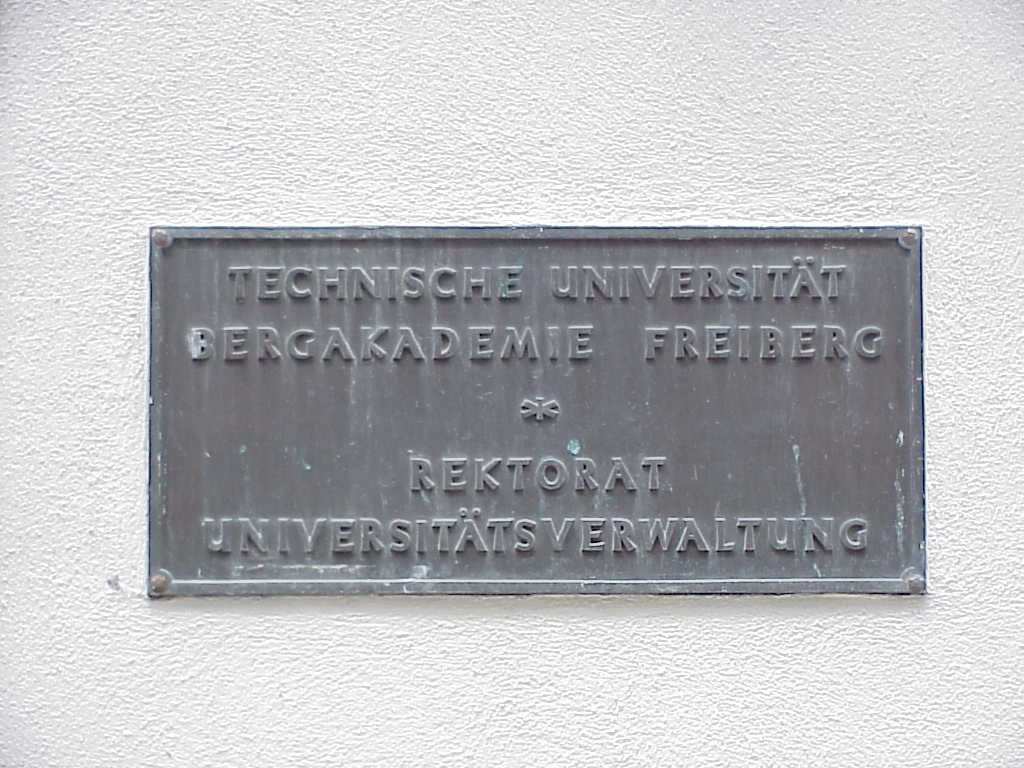 TECHNISCHE UNIVERSITÄT
BERGAKADEMIE FREIBERG
*
REKTORAT
UNIVERSITÄTSVERWALTUNG